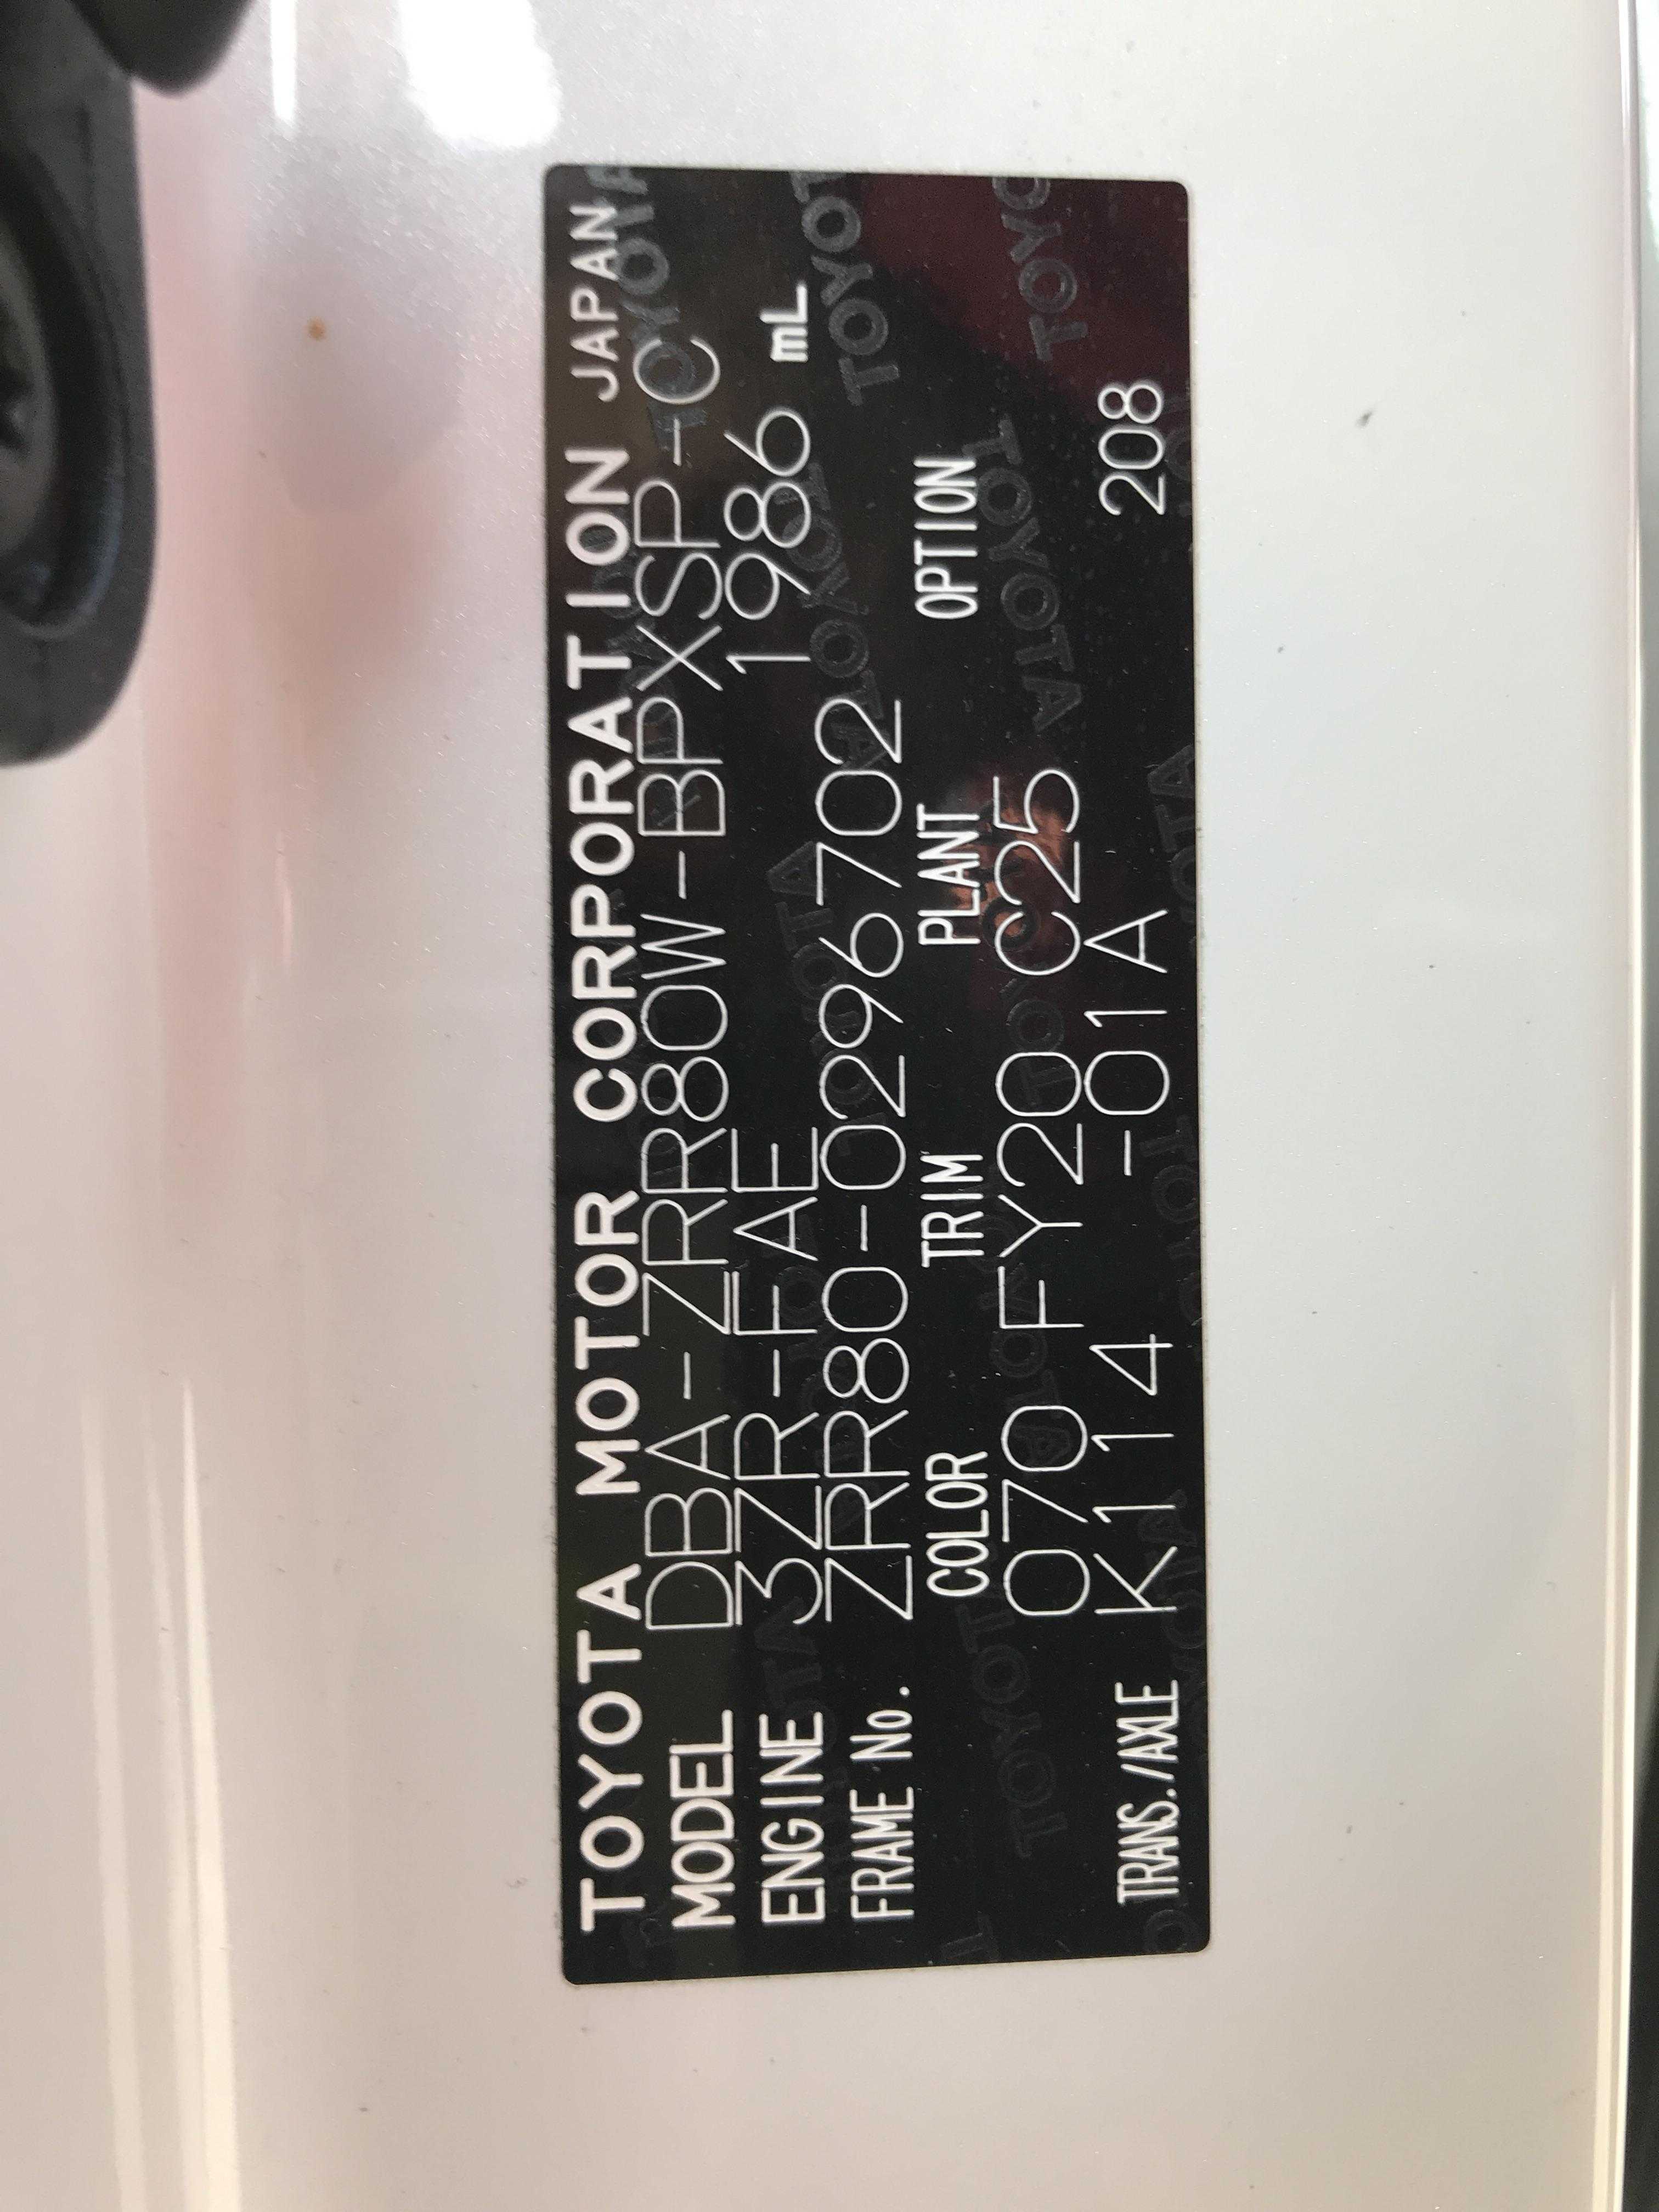 TOYOTA MOTOR CORPORATION JAPAN
MODEL DBA-ZRR80W-BPXSP-C
ENGINE 3ZR-FAE 1986 mL
FRAME No. ZRR80-0296702
COLOR TRIM PLANT OPTION
070 FY20 C25
TRANS./AXLE K114 -01A 208